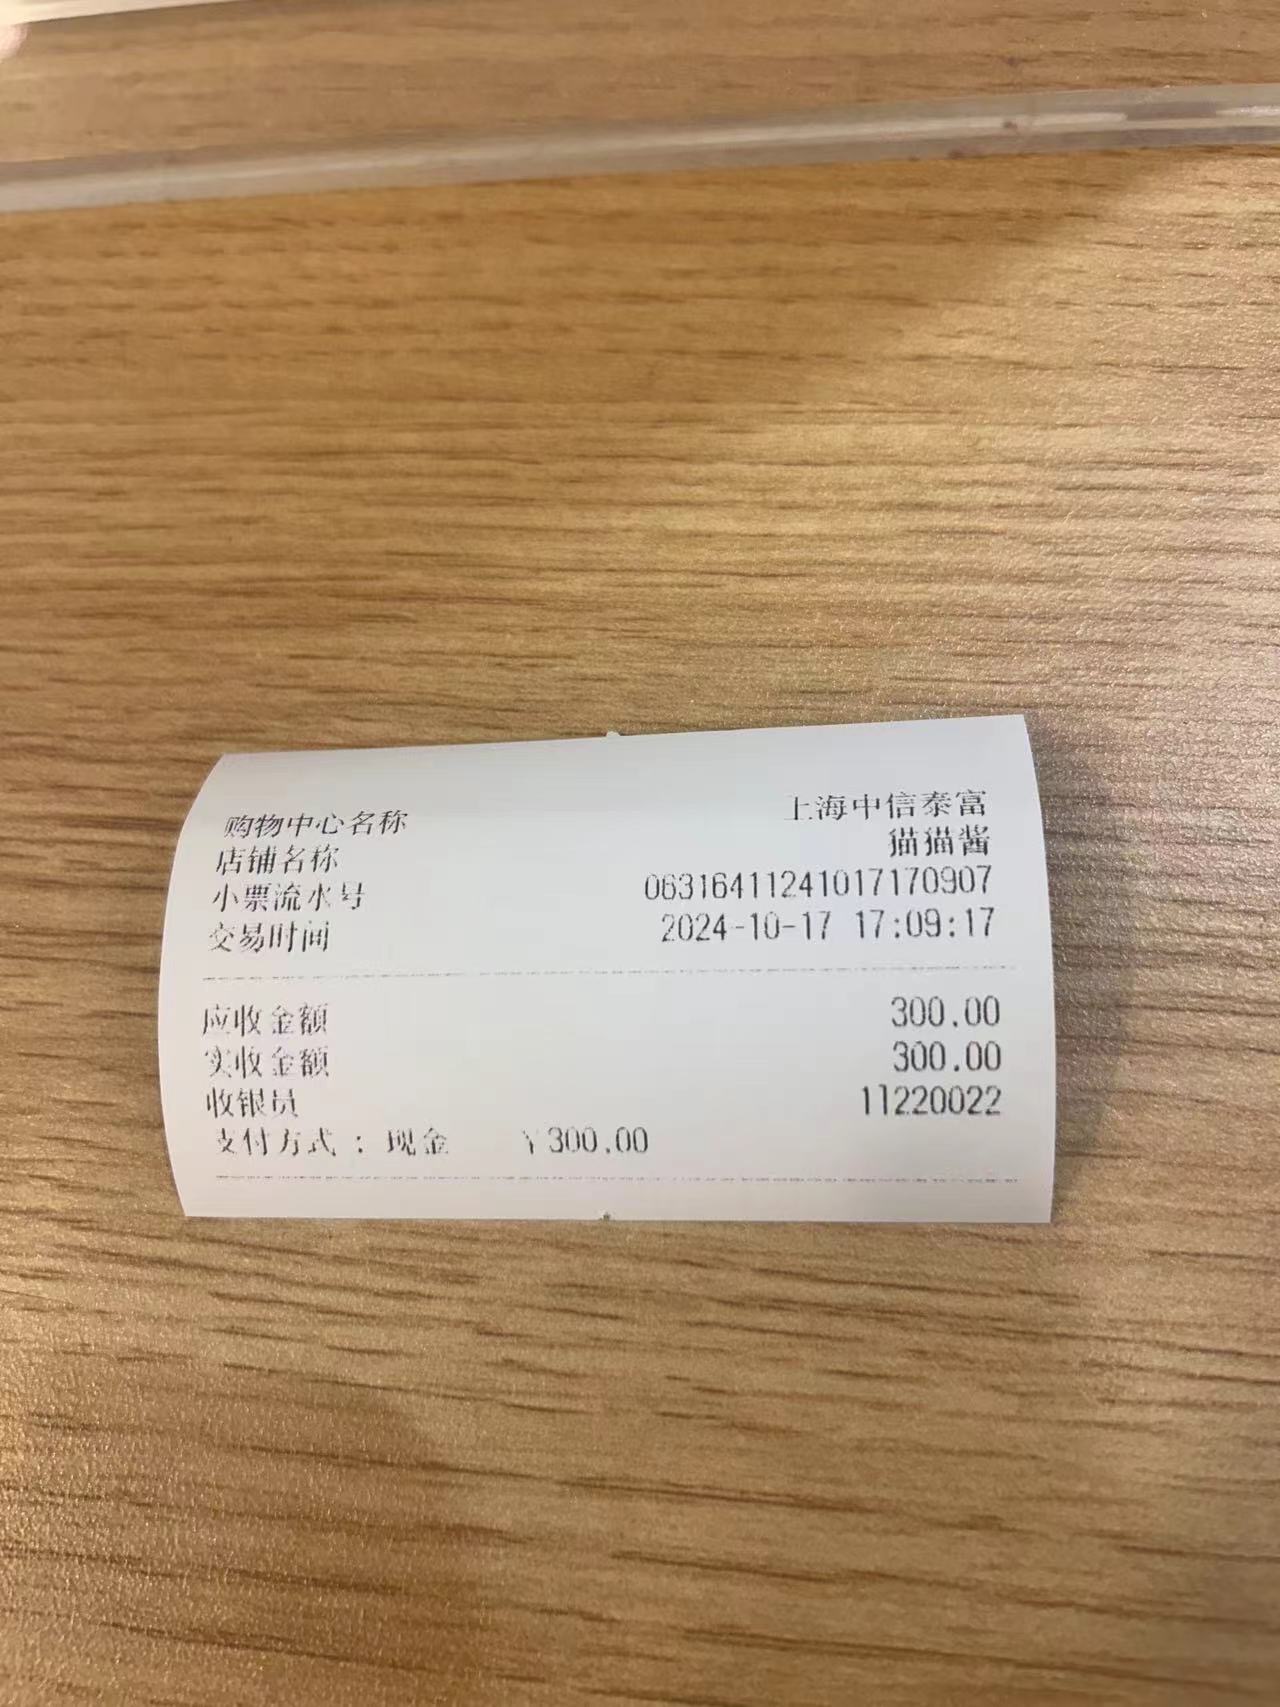 购物中心名称 上海中信泰富
店铺名称 猫猫酱
小票流水号 06316411241017170907
交易时间 2024-10-17 17:09:17
应收金额 300.00
实收金额 300.00
收银员 11220022
支付方式 : 现金 ¥300.00